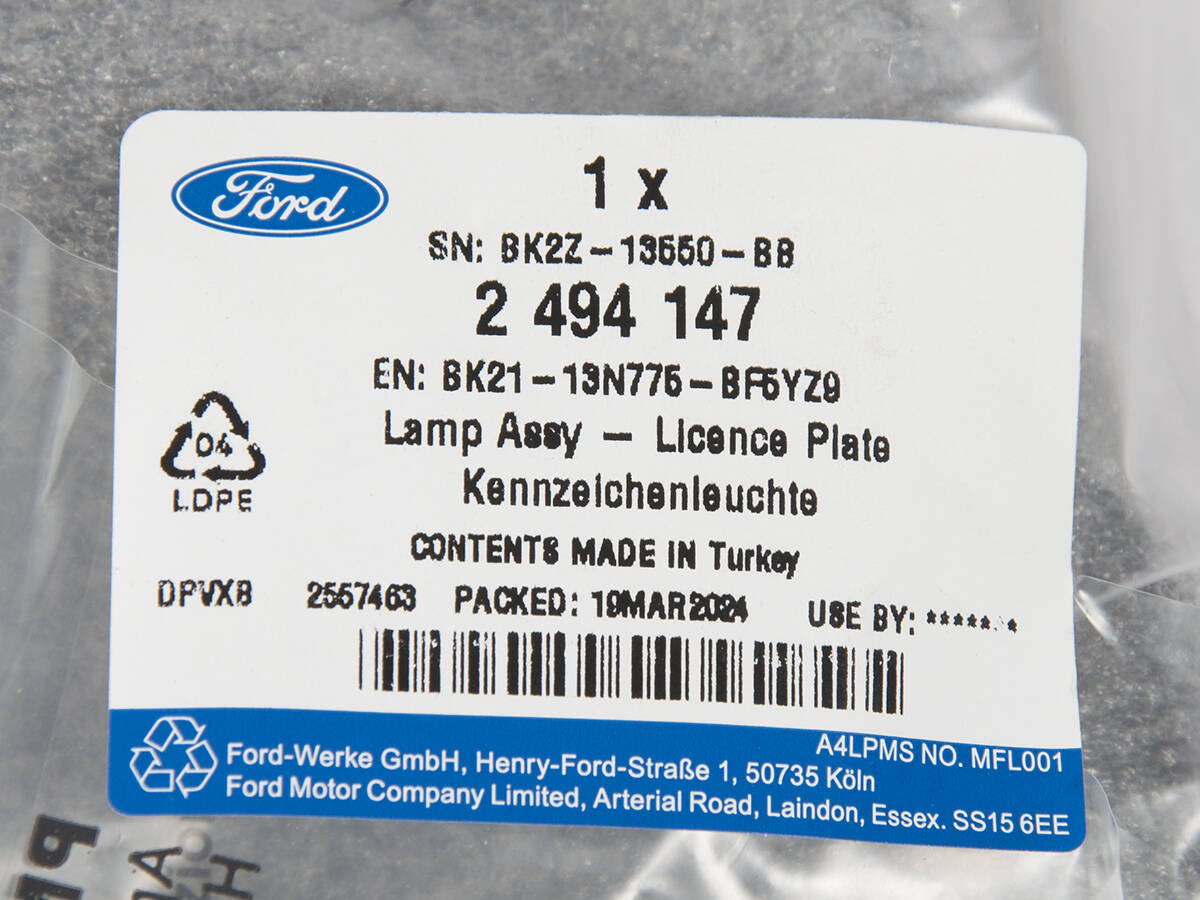 Ford
1 x
SN: BK2Z-13550-BB
2 494 147
EN: BK21-13N775-BF5YZ9
Lamp Assy - Licence Plate
Kennzeichenleuchte
04
LDPE
CONTENTS MADE IN Turkey
2557463 PACKED: 19MAR2024 USE BY:
A4LPMS NO. MFL001
Ford-Werke GmbH, Henry-Ford-Straße 1, 50735 Köln
Ford Motor Company Limited, Arterial Road, Laindon, Essex. SS15 6EE